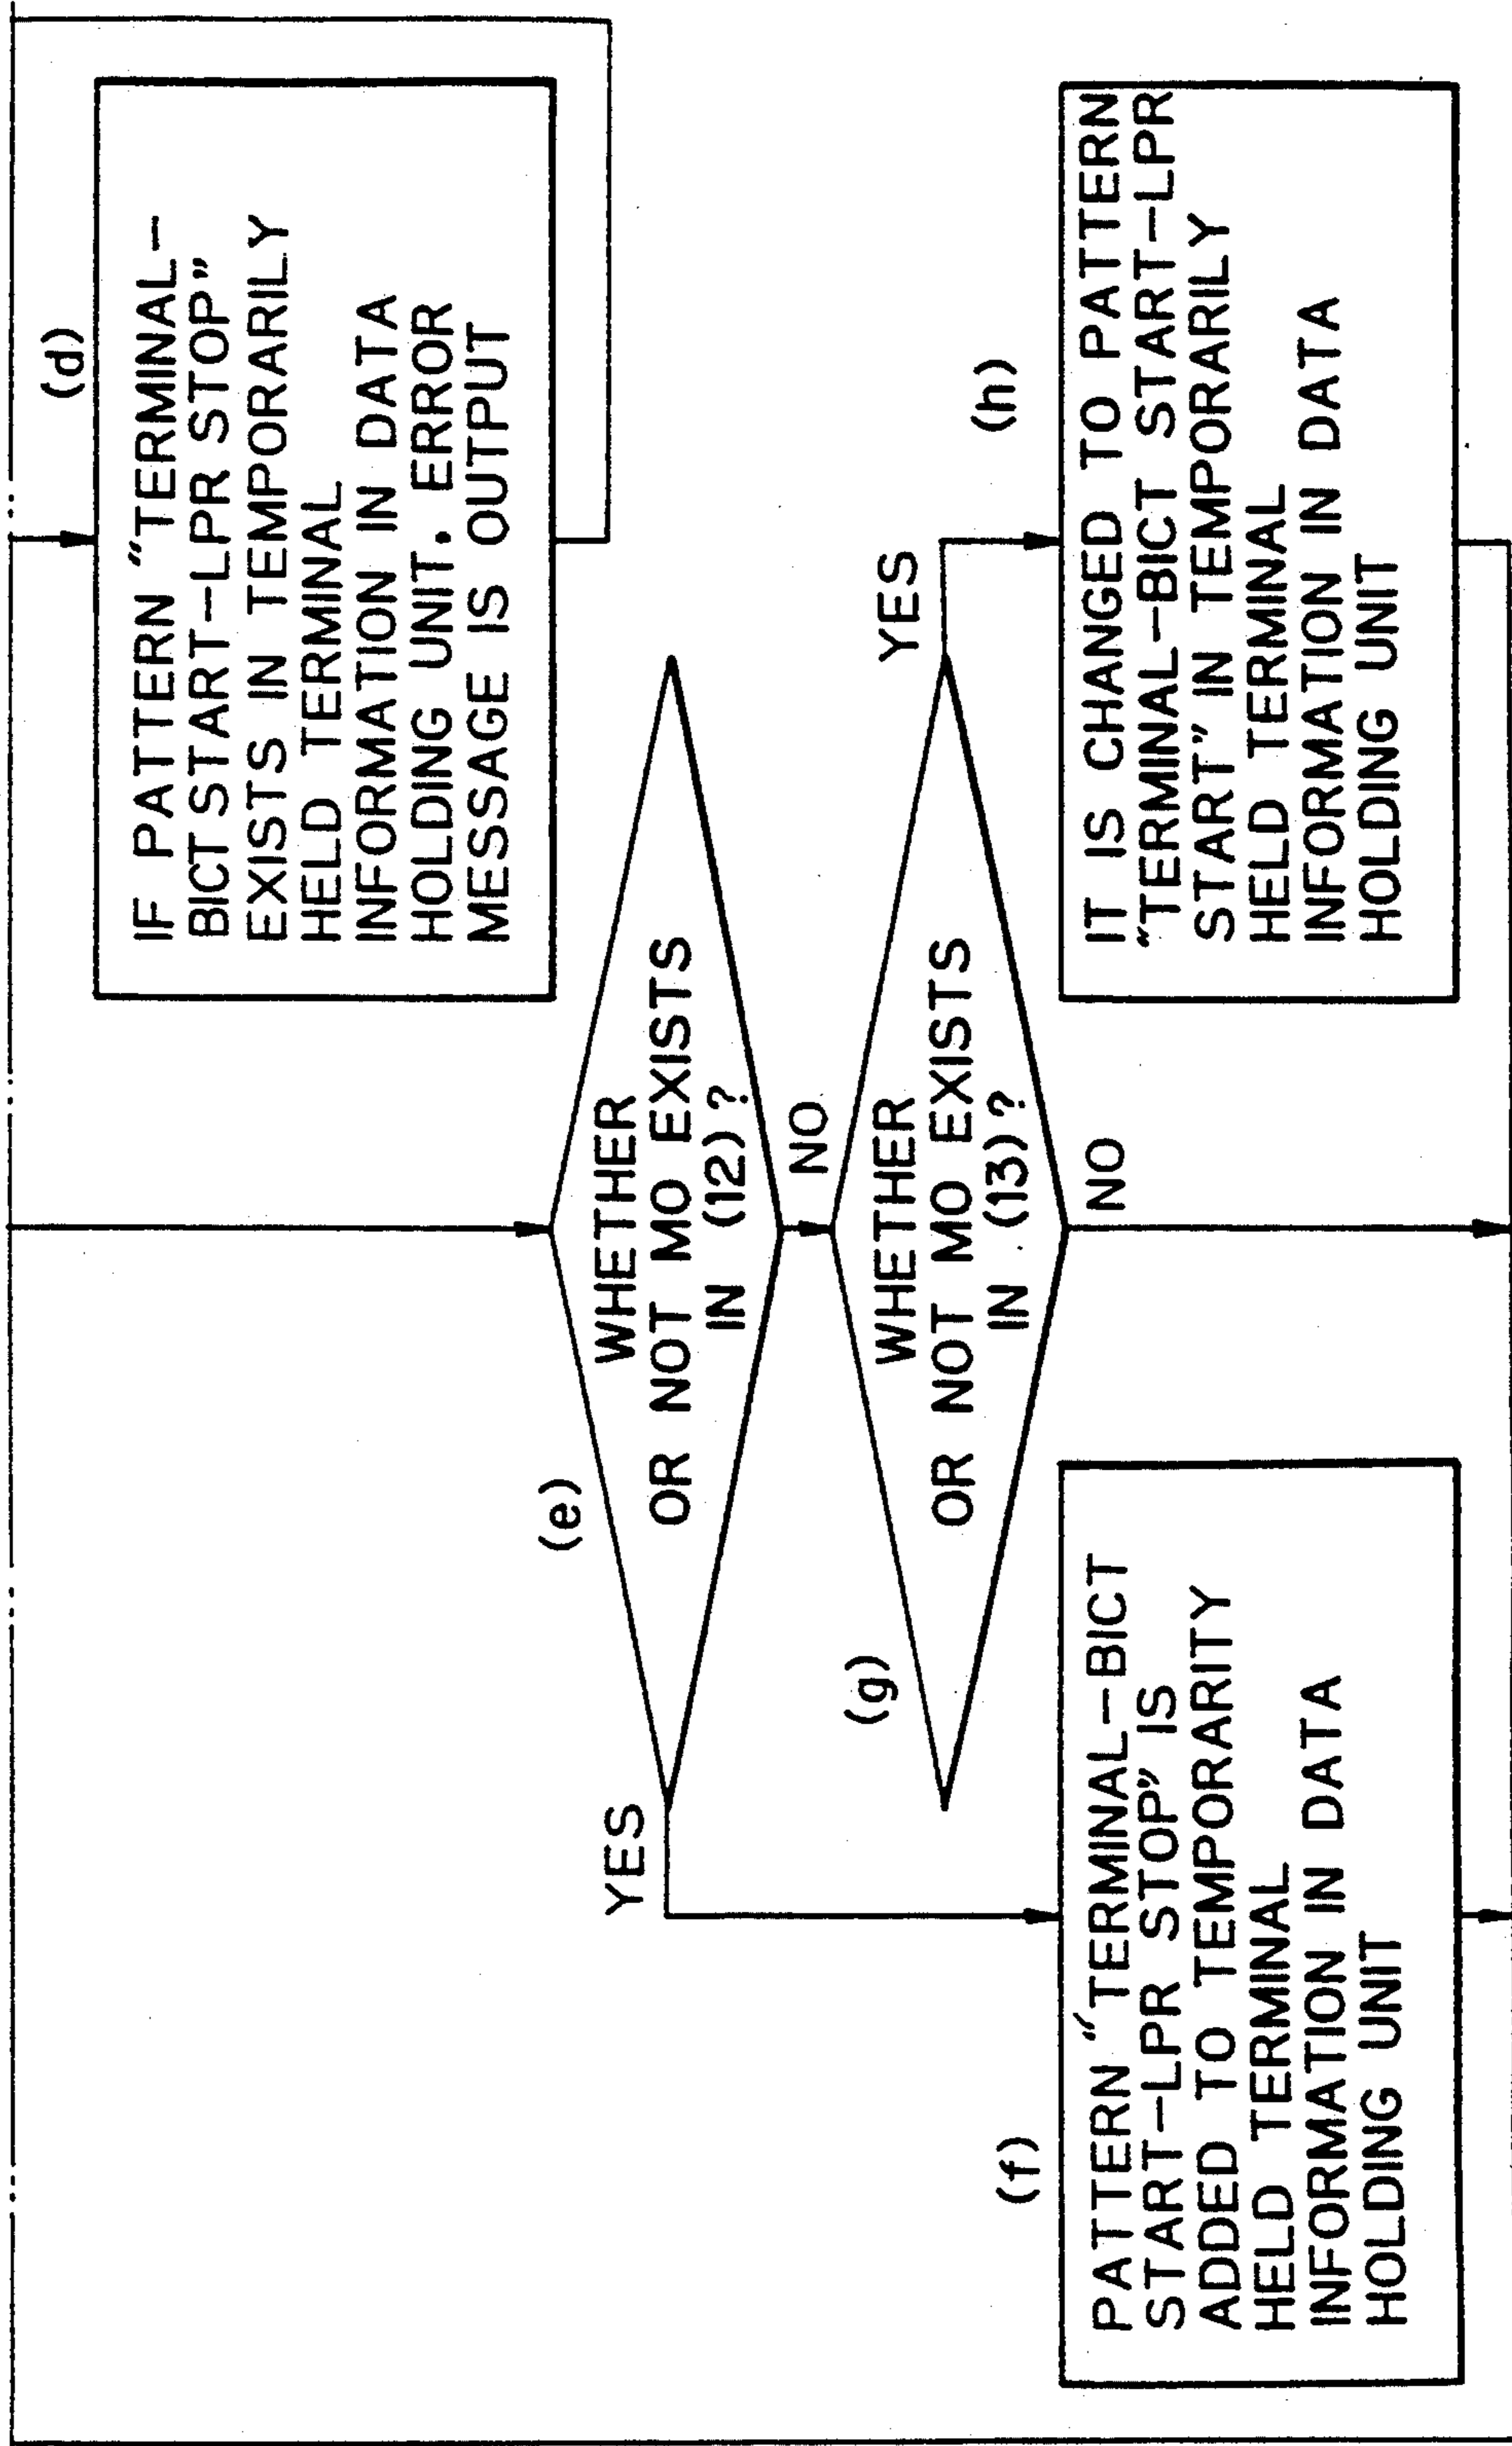 (d)
IF PATTERN "TERMINAL–
BICT START–LPR STOP"
EXISTS IN TEMPORARILY
HELD TERMINAL
INFORMATION IN DATA
HOLDING UNIT. ERROR
MESSAGE IS OUTPUT
(e)
WHETHER
OR NOT MO EXISTS
IN (12)?
YES
NO
(g)
WHETHER
OR NOT MO EXISTS
IN (13)?
YES
NO
(f)
PATTERN "TERMINAL–BICT
START–LPR STOP" IS
ADDED TO TEMPORARITY
HELD TERMINAL
INFORMATION IN DATA
HOLDING UNIT
(h)
IT IS CHANGED TO PATTERN
"TERMINAL–BICT START–LPR
START" IN TEMPORARILY
HELD TERMINAL
INFORMATION IN DATA
HOLDING UNIT